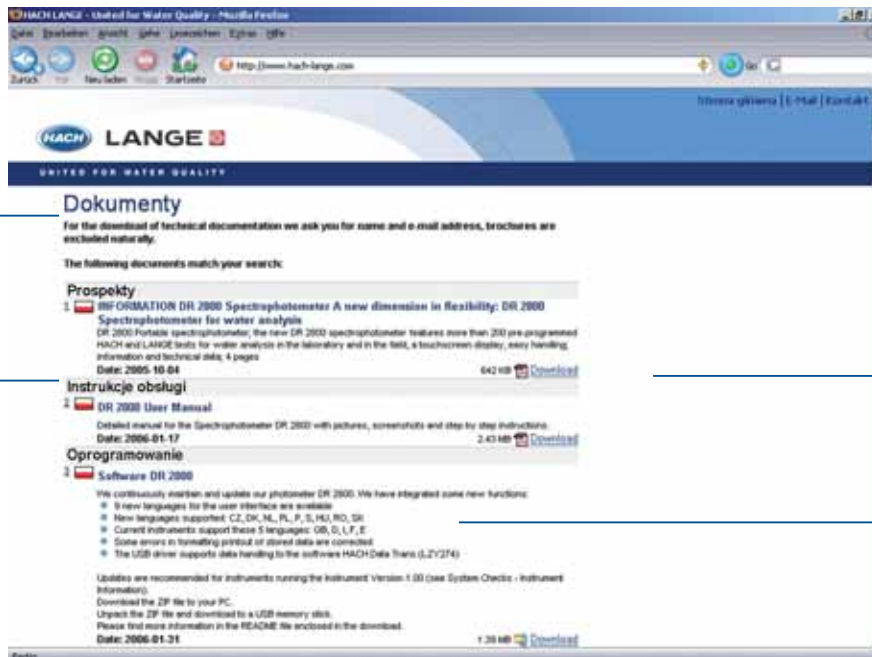 HACH LANGE - United for Water Quality - Mozilla Firefox
Datei Bearbeiten Ansicht Gehe Lesezeichen Extras Hilfe
Zurück Neu laden Startseite http://www.hach-lange.com Go
Strona główna | E-Mail | Kontakt
HACH LANGE
UNITED FOR WATER QUALITY
Dokumenty
For the download of technical documentation we ask you for name and e-mail address, brochures are
excluded naturally.
The following documents match your search:
Prospekty
1 INFORMATION DR 2800 Spectrophotometer A new dimension in flexibility: DR 2800
Spectrophotometer for water analysis
DR 2800 Portable spectrophotometer, the new DR 2800 spectrophotometer features more than 200 pre-programmed
HACH and LANGE tests for water analysis in the laboratory and in the field, a touchscreen display, easy handling,
information and technical data, 4 pages
Date: 2005-10-04 642 KB Download
Instrukcje obsługi
2 DR 2800 User Manual
Detailed manual for the Spectrophotometer DR 2800 with pictures, screenshots and step by step instructions.
Date: 2006-01-17 2.43 MB Download
Oprogramowanie
3 Software DR 2800
We continuously maintain and update our photometer DR 2800. We have integrated some new functions:
9 new languages for the user interface are available
New languages supported: CZ, DK, NL, PL, P, S, HU, RO, SK
Current instruments support these 5 languages: GB, D, I, F, E
Some errors in formatting printout of stored data are corrected
The USB driver supports data handling to the software HACH Data Trans (LZY274)
Updates are recommended for instruments running the Instrument Version 1.00 (see System Checks - Instrument
Information).
Download the ZIP file to your PC.
Unpack the ZIP file and download to a USB memory stick.
Please find more information in the README file enclosed in the download.
Date: 2006-01-31 1.28 MB Download